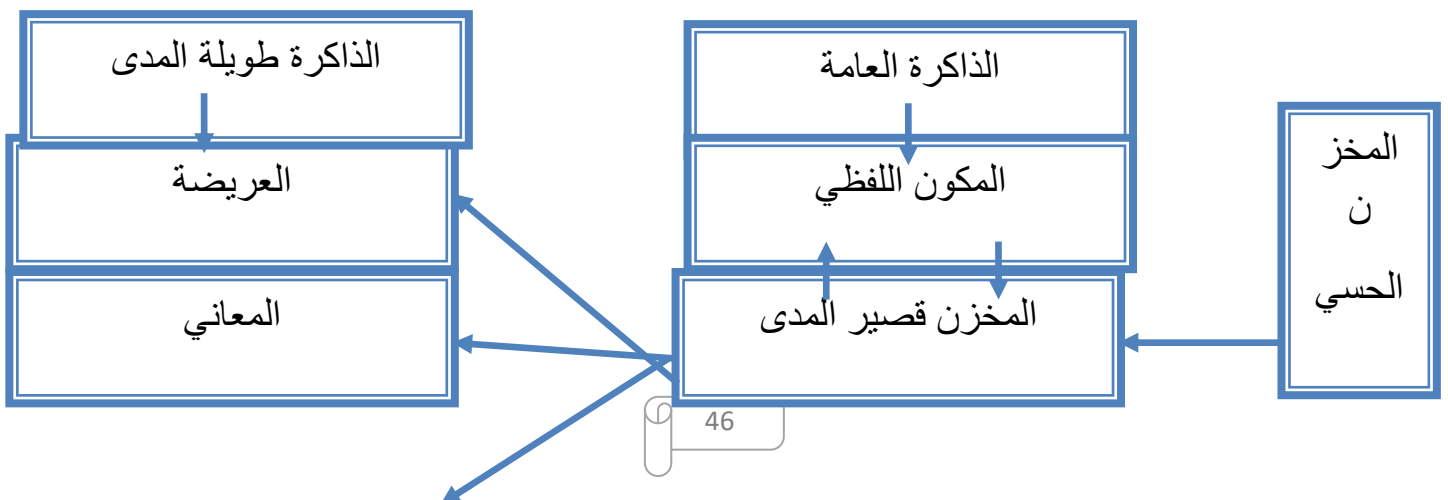 الذاكرة العامة
الذاكرة طويلة المدى
المخز
ن
الحسي
المكون اللفظي
العريضة
المخزن قصير المدى
المعاني
46